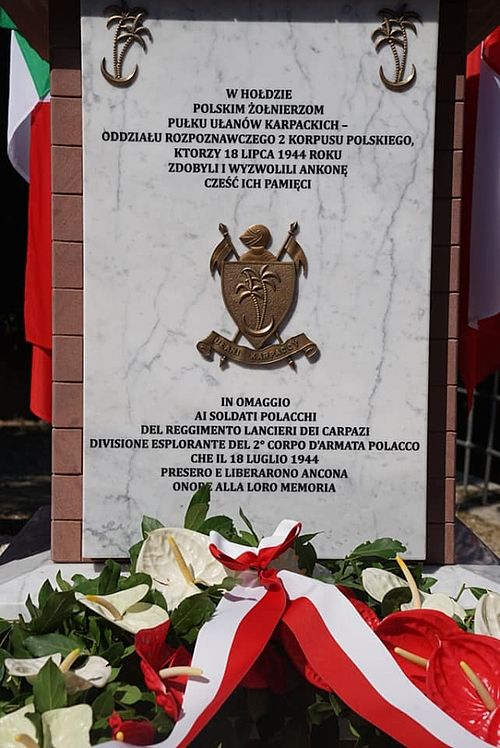 W HOŁDZIE
POLSKIM ŻOŁNIERZOM
PUŁKU UŁANÓW KARPACKICH –
ODDZIAŁU ROZPOZNAWCZEGO 2 KORPUSU POLSKIEGO,
KTORZY 18 LIPCA 1944 ROKU
ZDOBYLI I WYZWOLILI ANKONĘ
CZEŚĆ ICH PAMIĘCI
UŁANI KARPACCY
IN OMAGGIO
AI SOLDATI POLACCHI
DEL REGGIMENTO LANCIERI DEI CARPAZI
DIVISIONE ESPLORANTE DEL 2° CORPO D'ARMATA POLACCO
CHE IL 18 LUGLIO 1944
PRESERO E LIBERARONO ANCONA
ONORE ALLA LORO MEMORIA